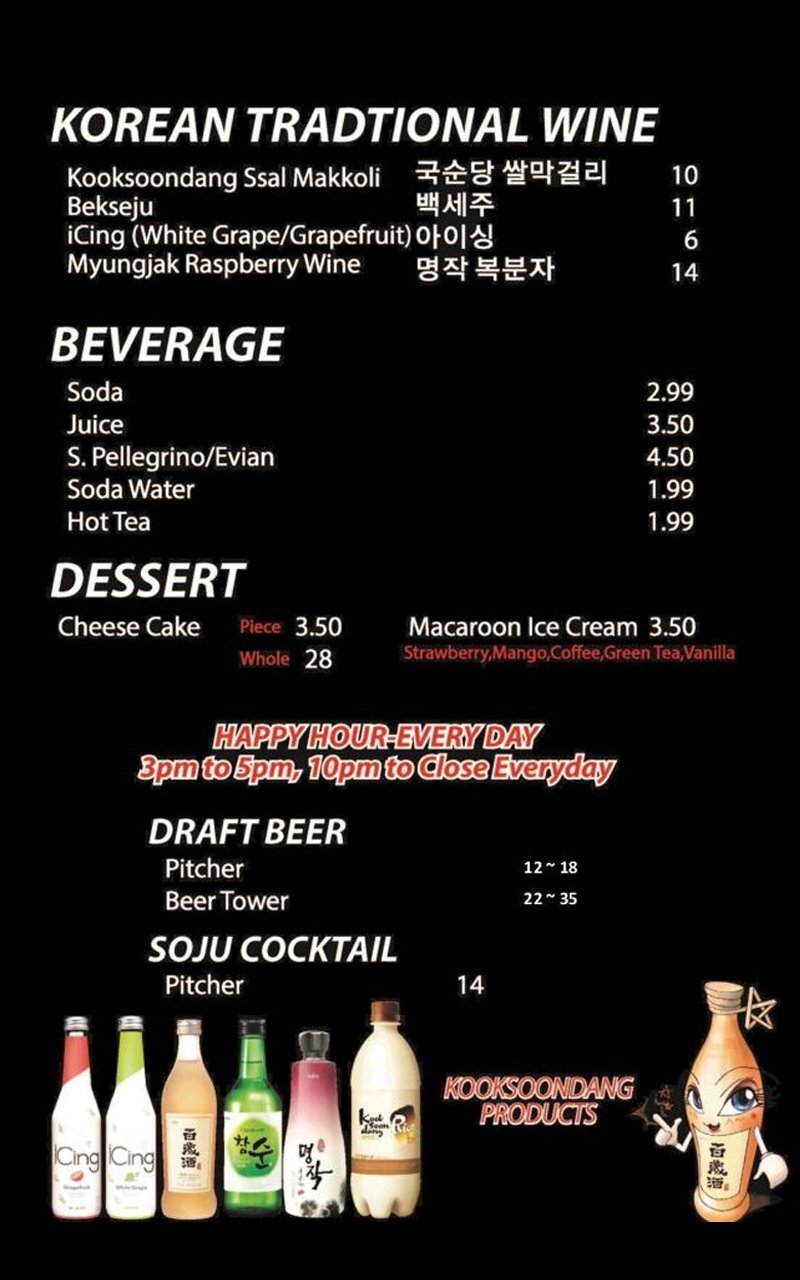 KOREAN TRADTIONAL WINE
Kooksoondang Ssal Makkoli 국순당 쌀막걸리 10
Bekseju 백세주 11
iCing (White Grape/Grapefruit) 아이싱 6
Myungjak Raspberry Wine 명작 복분자 14
BEVERAGE
Soda 2.99
Juice 3.50
S. Pellegrino/Evian 4.50
Soda Water 1.99
Hot Tea 1.99
DESSERT
Cheese Cake Piece 3.50 Macaroon Ice Cream 3.50
Whole 28 Strawberry,Mango,Coffee,Green Tea,Vanilla
HAPPY HOUR-EVERY DAY
3pm to 5pm, 10pm to Close Everyday
DRAFT BEER
Pitcher 12 ~ 18
Beer Tower 22 ~ 35
SOJU COCKTAIL
Pitcher 14
KOOKSOONDANG
PRODUCTS
iCing
Grapefruit
iCing
White Grape
百歲酒
참순
명작
Kook
Soon
dang
Rice
百歲酒